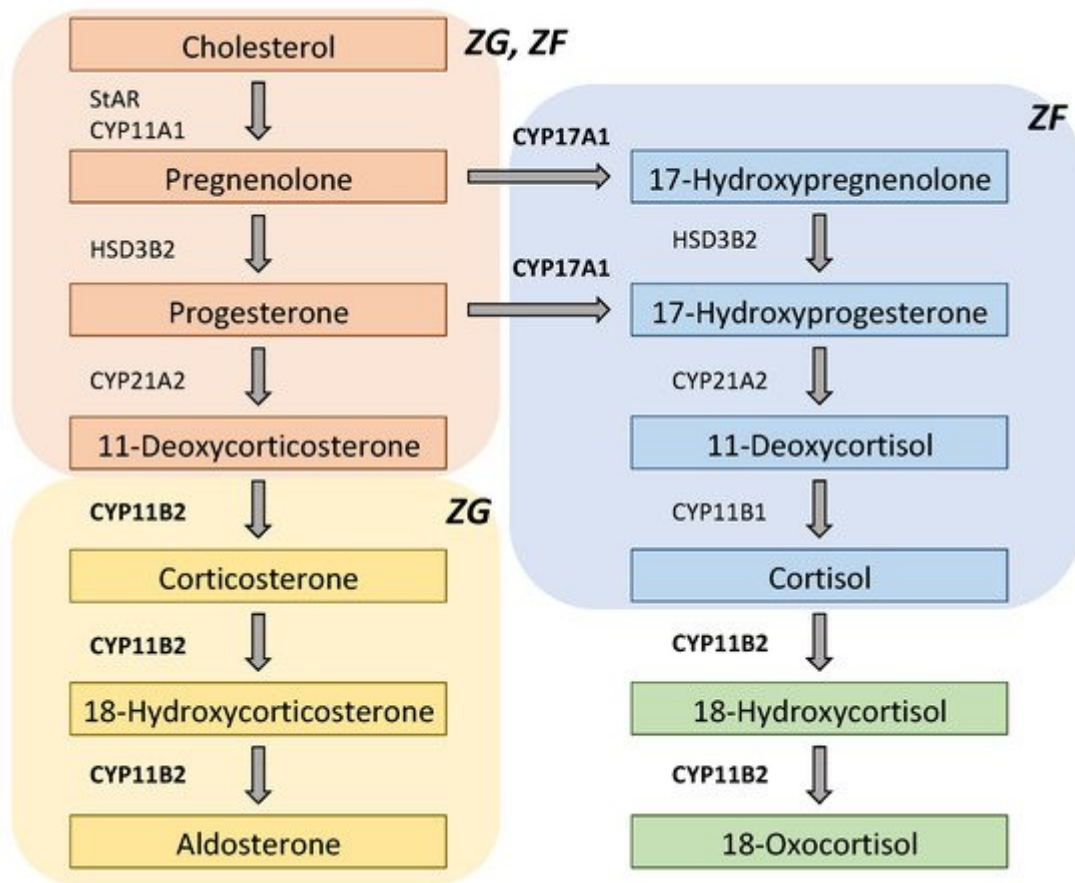 Cholesterol
ZG, ZF
StAR
CYP11A1
ZF
CYP17A1
Pregnenolone
17-Hydroxypregnenolone
HSD3B2
HSD3B2
CYP17A1
Progesterone
17-Hydroxyprogesterone
CYP21A2
CYP21A2
11-Deoxycorticosterone
11-Deoxycortisol
CYP11B2
ZG
CYP11B1
Corticosterone
Cortisol
CYP11B2
CYP11B2
18-Hydroxycorticosterone
18-Hydroxycortisol
CYP11B2
CYP11B2
Aldosterone
18-Oxocortisol